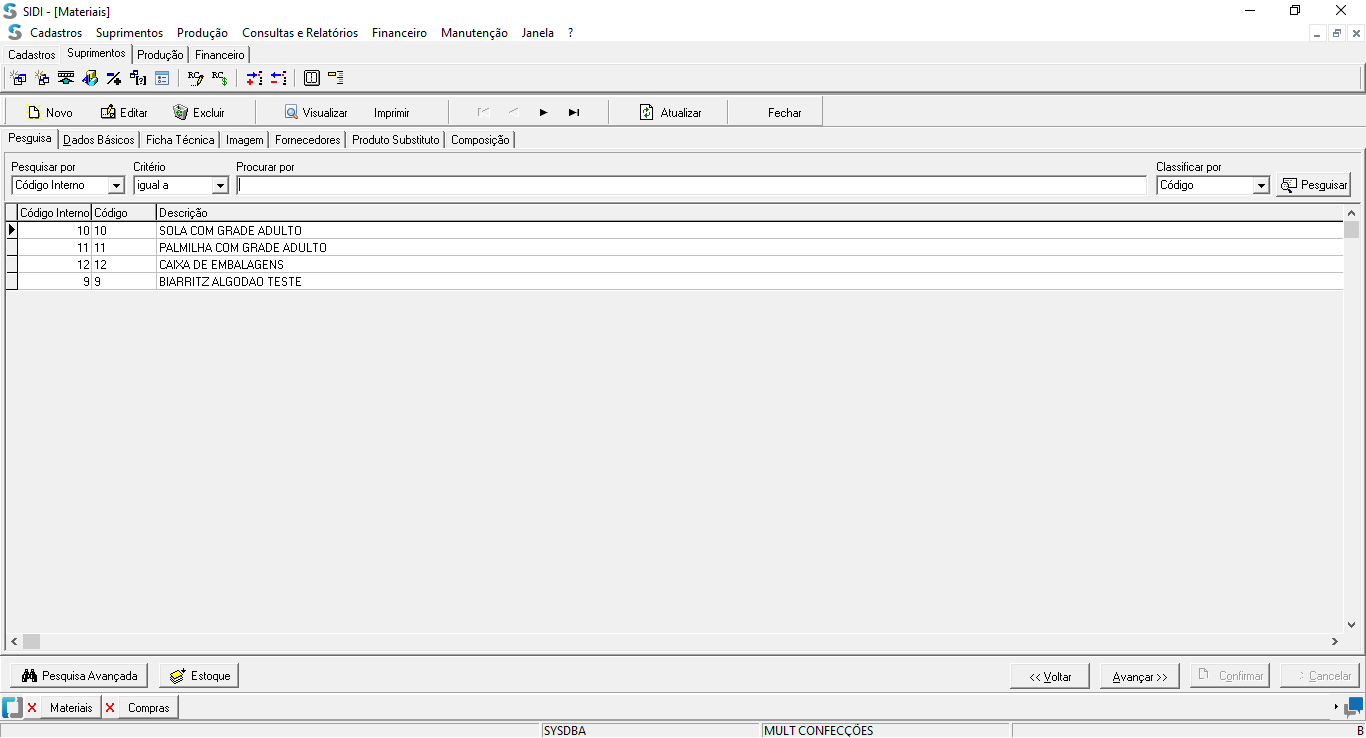 SIDI - [Materiais]
Cadastros Suprimentos Produção Consultas e Relatórios Financeiro Manutenção Janela ?
Cadastros Suprimentos Produção Financeiro
Novo Editar Excluir Visualizar Imprimir Atualizar Fechar
Pesquisa Dados Básicos Ficha Técnica Imagem Fornecedores Produto Substituto Composição
Pesquisar por Critério Procurar por Classificar por
Código Interno igual a Código Pesquisar
Código Interno Código Descrição
10 10 SOLA COM GRADE ADULTO
11 11 PALMILHA COM GRADE ADULTO
12 12 CAIXA DE EMBALAGENS
9 9 BIARRITZ ALGODAO TESTE
Pesquisa Avançada Estoque << Voltar Avançar >> Confirmar Cancelar
Materiais Compras
SYSDBA MULT CONFECÇÕES B